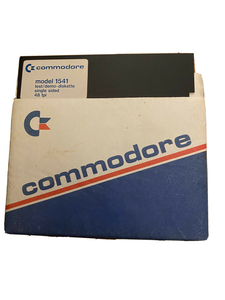 commodore
model 1541
test/demo-diskette
single sided
48 tpi
commodore